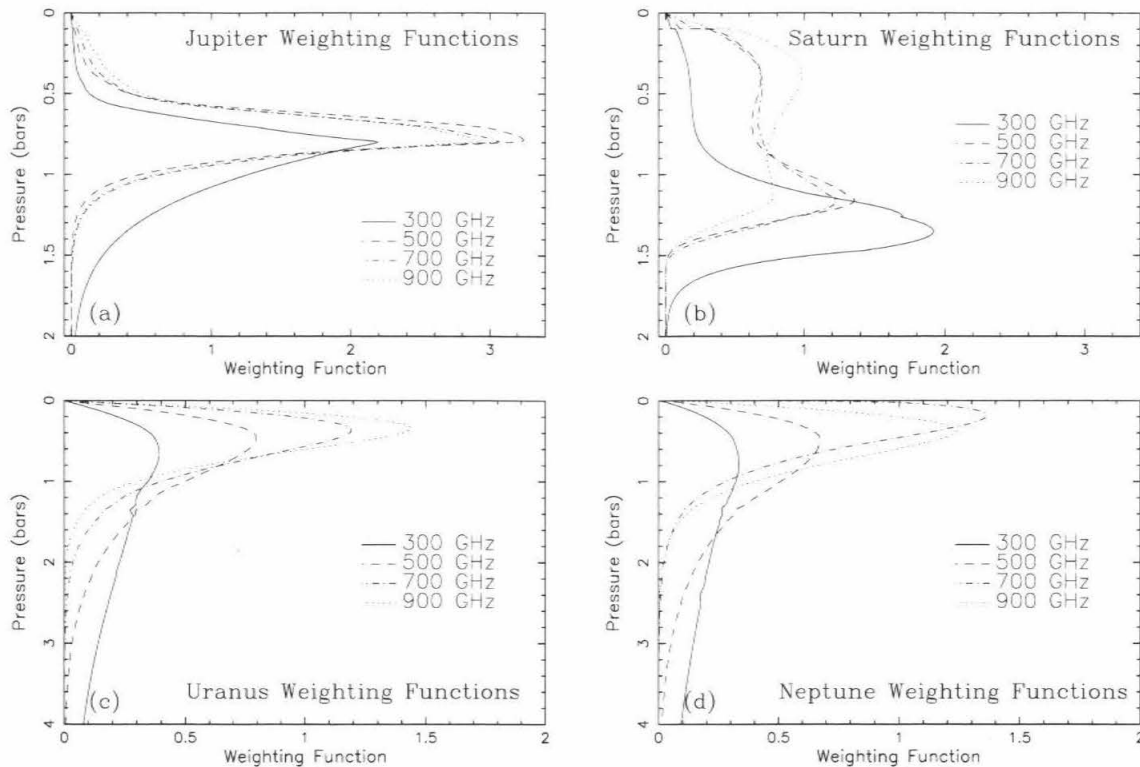 Jupiter Weighting Functions
0
0.5
1
1.5
2
Pressure (bars)
300 GHz
500 GHz
700 GHz
900 GHz
(a)
0
1
2
3
Weighting Function
Saturn Weighting Functions
0
0.5
1
1.5
2
Pressure (bars)
300 GHz
500 GHz
700 GHz
900 GHz
(b)
0
1
2
3
Weighting Function
0
1
2
3
4
Pressure (bars)
300 GHz
500 GHz
700 GHz
900 GHz
(c)
Uranus Weighting Functions
0
0.5
1
1.5
2
Weighting Function
0
1
2
3
4
Pressure (bars)
300 GHz
500 GHz
700 GHz
900 GHz
(d)
Neptune Weighting Functions
0
0.5
1
1.5
2
Weighting Function